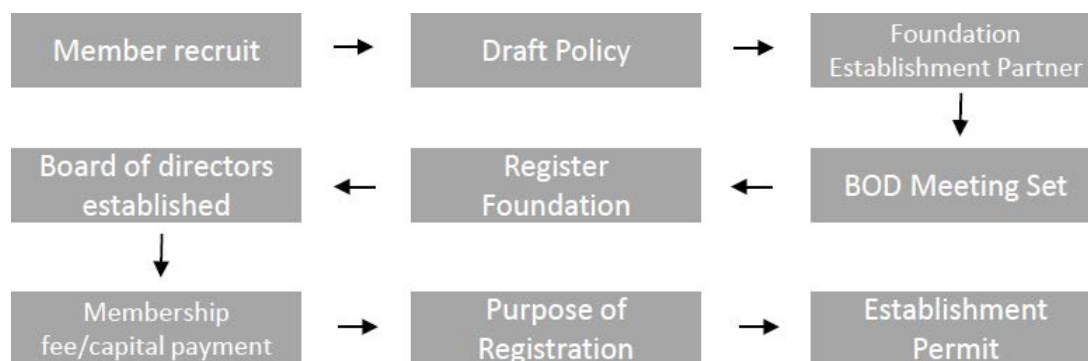 Member recruit
Draft Policy
Foundation
Establishment Partner
Board of directors
established
Register
Foundation
BOD Meeting Set
Membership
fee/capital payment
Purpose of
Registration
Establishment
Permit